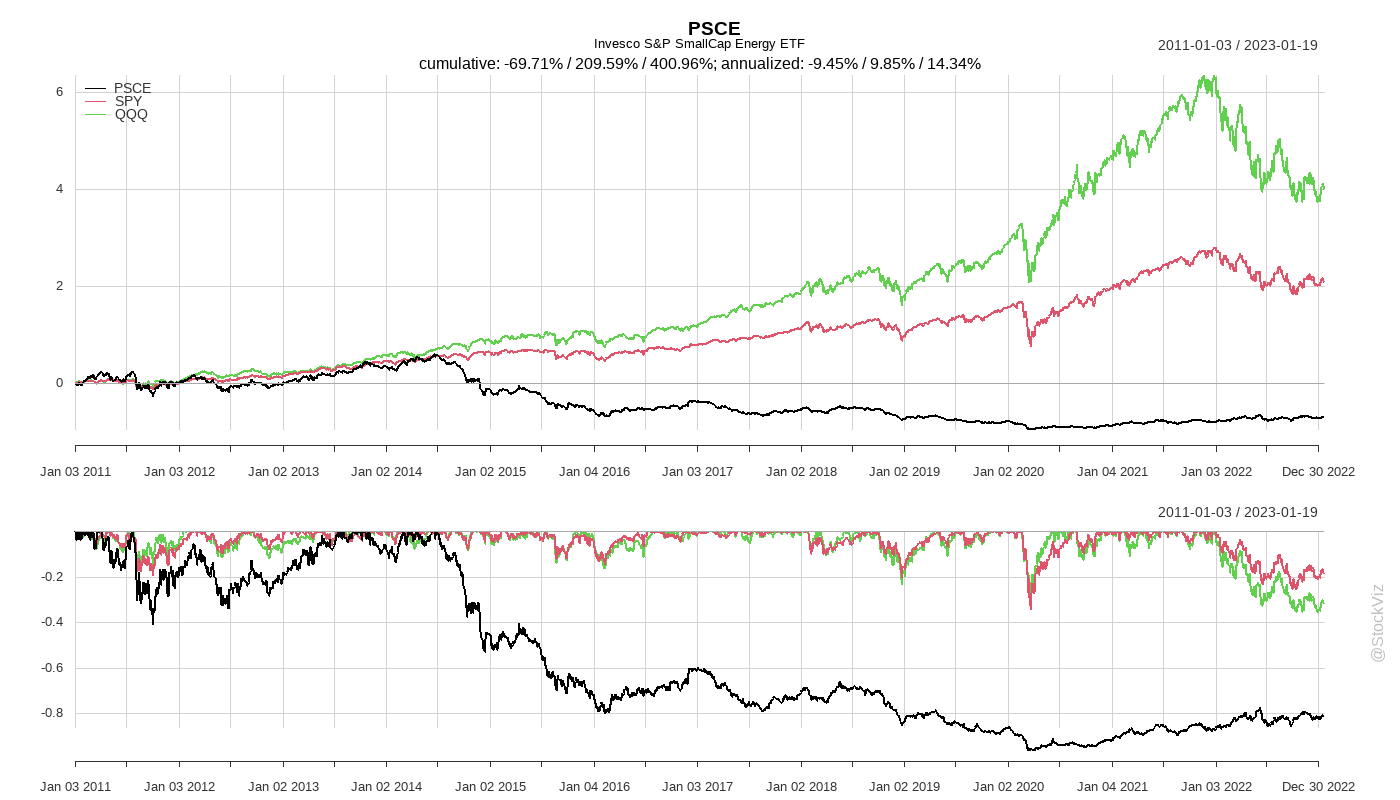 PSCE
Invesco S&P SmallCap Energy ETF
2011-01-03 / 2023-01-19
cumulative: -69.71% / 209.59% / 400.96%; annualized: -9.45% / 9.85% / 14.34%
PSCE
SPY
QQQ
6
4
2
0
Jan 03 2011 Jan 03 2012 Jan 02 2013 Jan 02 2014 Jan 02 2015 Jan 04 2016 Jan 03 2017 Jan 02 2018 Jan 02 2019 Jan 02 2020 Jan 04 2021 Jan 03 2022 Dec 30 2022
2011-01-03 / 2023-01-19
-0.2
-0.4
-0.6
-0.8
Jan 03 2011 Jan 03 2012 Jan 02 2013 Jan 02 2014 Jan 02 2015 Jan 04 2016 Jan 03 2017 Jan 02 2018 Jan 02 2019 Jan 02 2020 Jan 04 2021 Jan 03 2022 Dec 30 2022
@StockViz